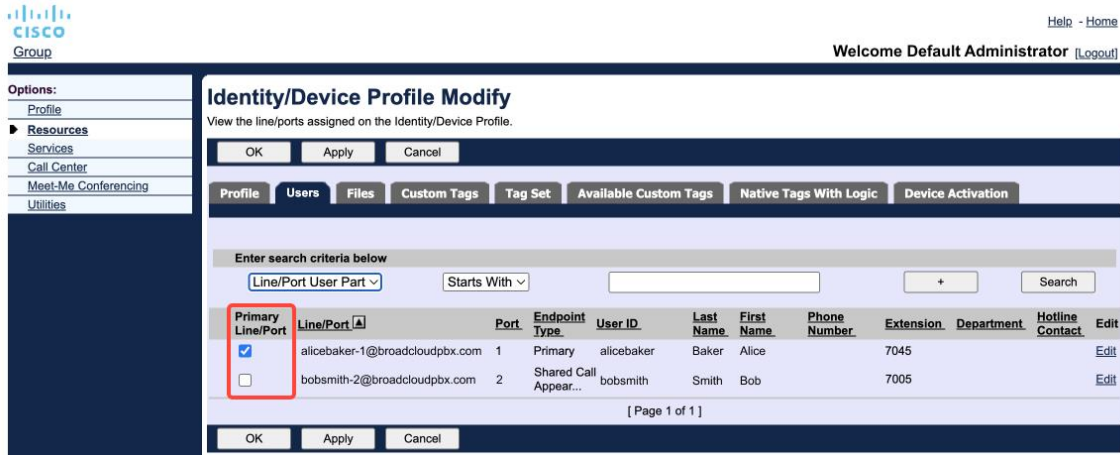 CISCO
Help - Home
Group
Welcome Default Administrator [Logout]
Options:
Profile
Resources
Services
Call Center
Meet-Me Conferencing
Utilities
Identity/Device Profile Modify
View the line/ports assigned on the Identity/Device Profile.
OK Apply Cancel
Profile Users Files Custom Tags Tag Set Available Custom Tags Native Tags With Logic Device Activation
Enter search criteria below
Line/Port User Part Starts With + Search
Primary Line/Port Line/Port Port Endpoint Type User ID Last Name First Name Phone Number Extension Department Hotline Contact Edit
alicebaker-1@broadcloudpbx.com 1 Primary alicebaker Baker Alice 7045 Edit
bobsmith-2@broadcloudpbx.com 2 Shared Call Appear... bobsmith Smith Bob 7005 Edit
[ Page 1 of 1 ]
OK Apply Cancel